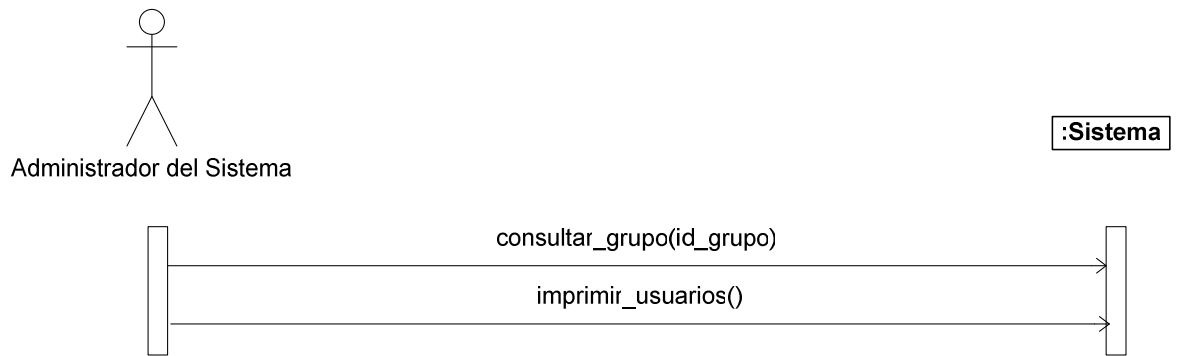 Administrador del Sistema
:Sistema
consultar_grupo(id_grupo)
imprimir_usuarios()